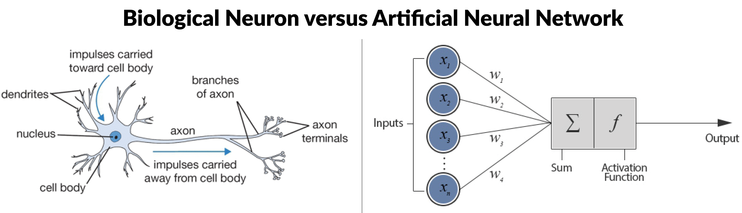 Biological Neuron versus Artificial Neural Network
impulses carried
toward cell body
dendrites
nucleus
cell body
axon
branches
of axon
axon
terminals
impulses carried
away from cell body
Inputs
x₁
x₂
x₃
xₙ
w₁
w₂
w₃
w₄
Σ
f
Sum
Activation
Function
Output